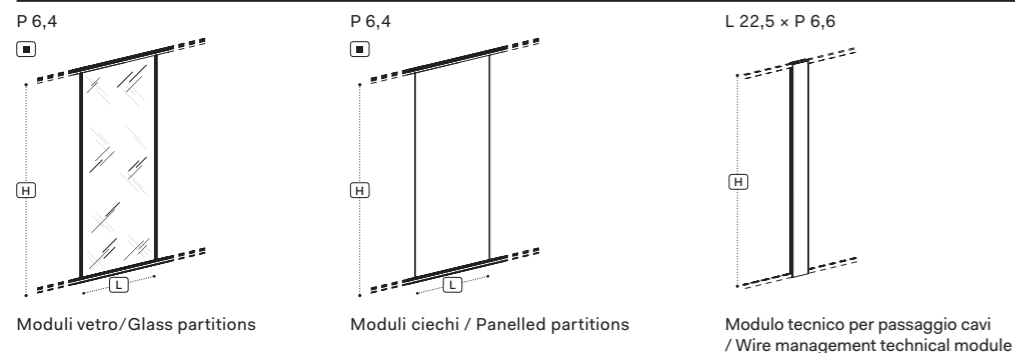 P 6,4
H
L
Moduli vetro/Glass partitions
P 6,4
H
L
Moduli ciechi / Panelled partitions
L 22,5 × P 6,6
H
Modulo tecnico per passaggio cavi
/ Wire management technical module